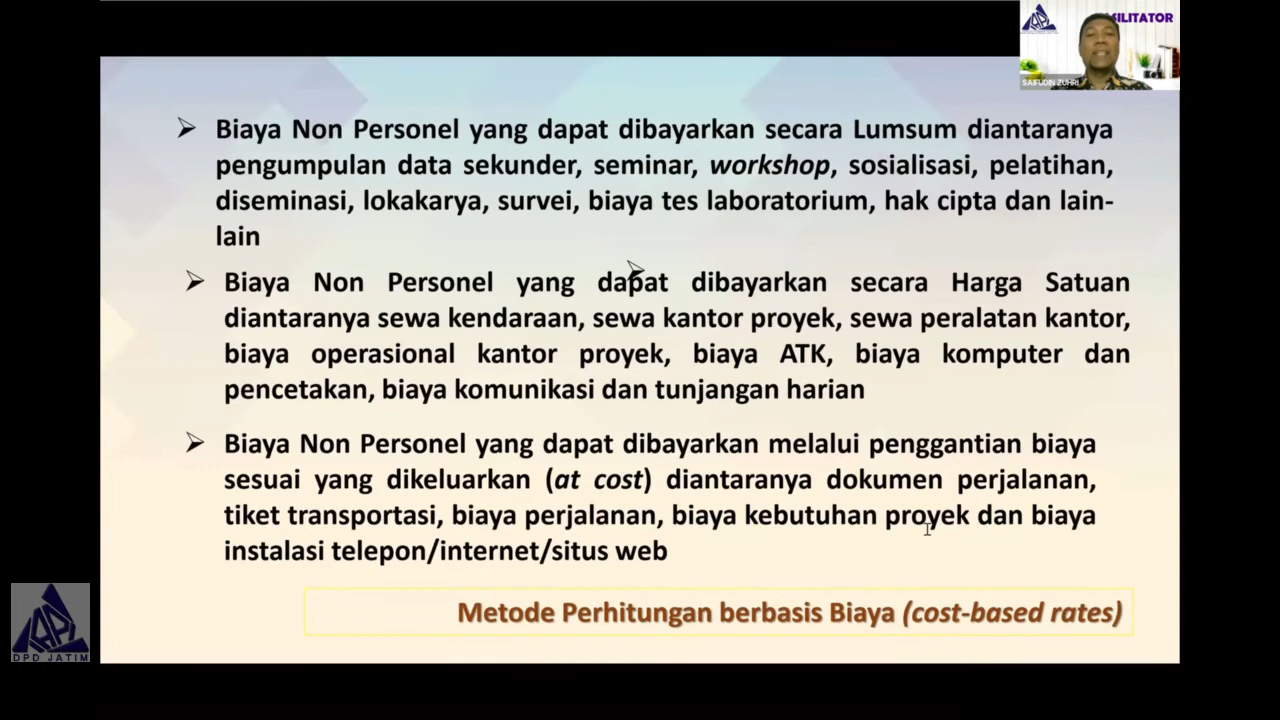 SILITATOR
SAIFUDIN ZUHRI
Biaya Non Personel yang dapat dibayarkan secara Lumsum diantaranya
pengumpulan data sekunder, seminar, workshop, sosialisasi, pelatihan,
diseminasi, lokakarya, survei, biaya tes laboratorium, hak cipta dan lain-
lain
Biaya Non Personel yang dapat dibayarkan secara Harga Satuan
diantaranya sewa kendaraan, sewa kantor proyek, sewa peralatan kantor,
biaya operasional kantor proyek, biaya ATK, biaya komputer dan
pencetakan, biaya komunikasi dan tunjangan harian
Biaya Non Personel yang dapat dibayarkan melalui penggantian biaya
sesuai yang dikeluarkan (at cost) diantaranya dokumen perjalanan,
tiket transportasi, biaya perjalanan, biaya kebutuhan proyek dan biaya
instalasi telepon/internet/situs web
Metode Perhitungan berbasis Biaya (cost-based rates)
DPD JATIM